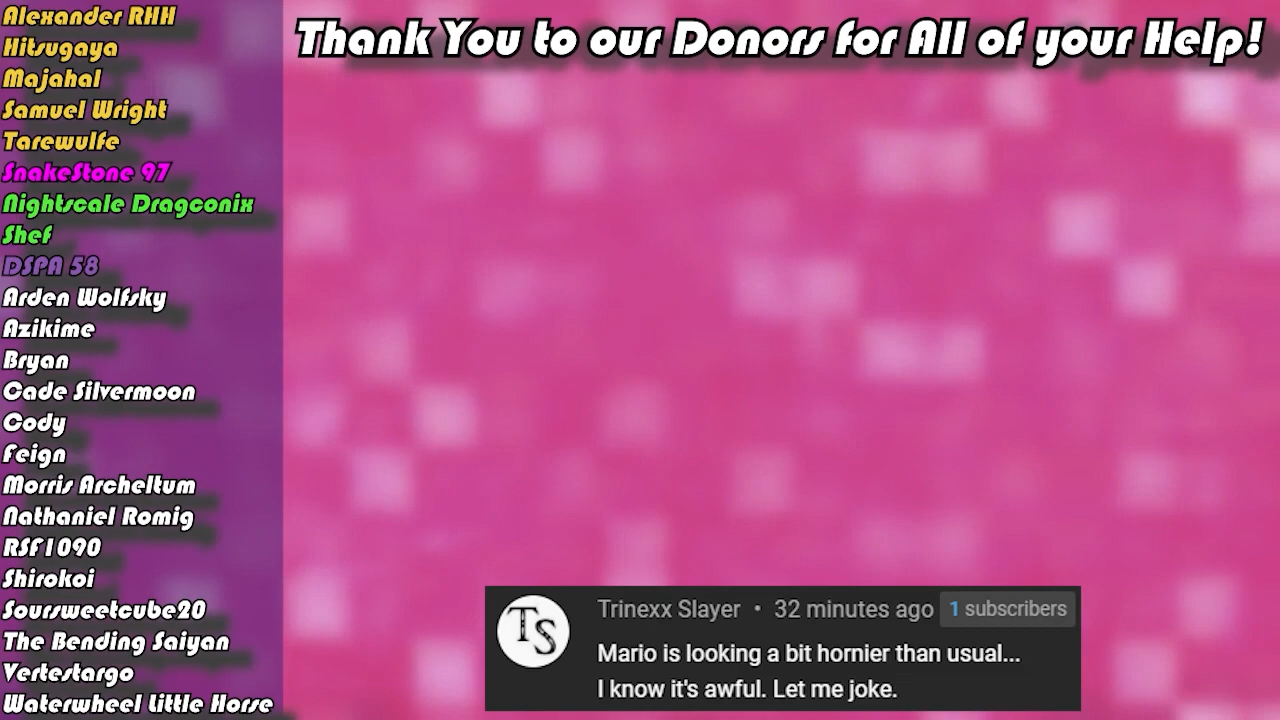 Thank You to our Donors for All of your Help!
Alexander RHH
Hitsugaya
Majahal
Samuel Wright
Tarewulfe
SnakeStone 97
Nightscale Dragconix
Shef
DSPA 58
Arden Wolfsky
Azikime
Bryan
Cade Silvermoon
Cody
Feign
Morris Archeltum
Nathaniel Romig
RSF1090
Shirokoi
Soursweetcube20
The Bending Saiyan
Vertestargo
Waterwheel Little Horse
TS
Trinexx Slayer • 32 minutes ago 1 subscribers
Mario is looking a bit hornier than usual...
I know it's awful. Let me joke.